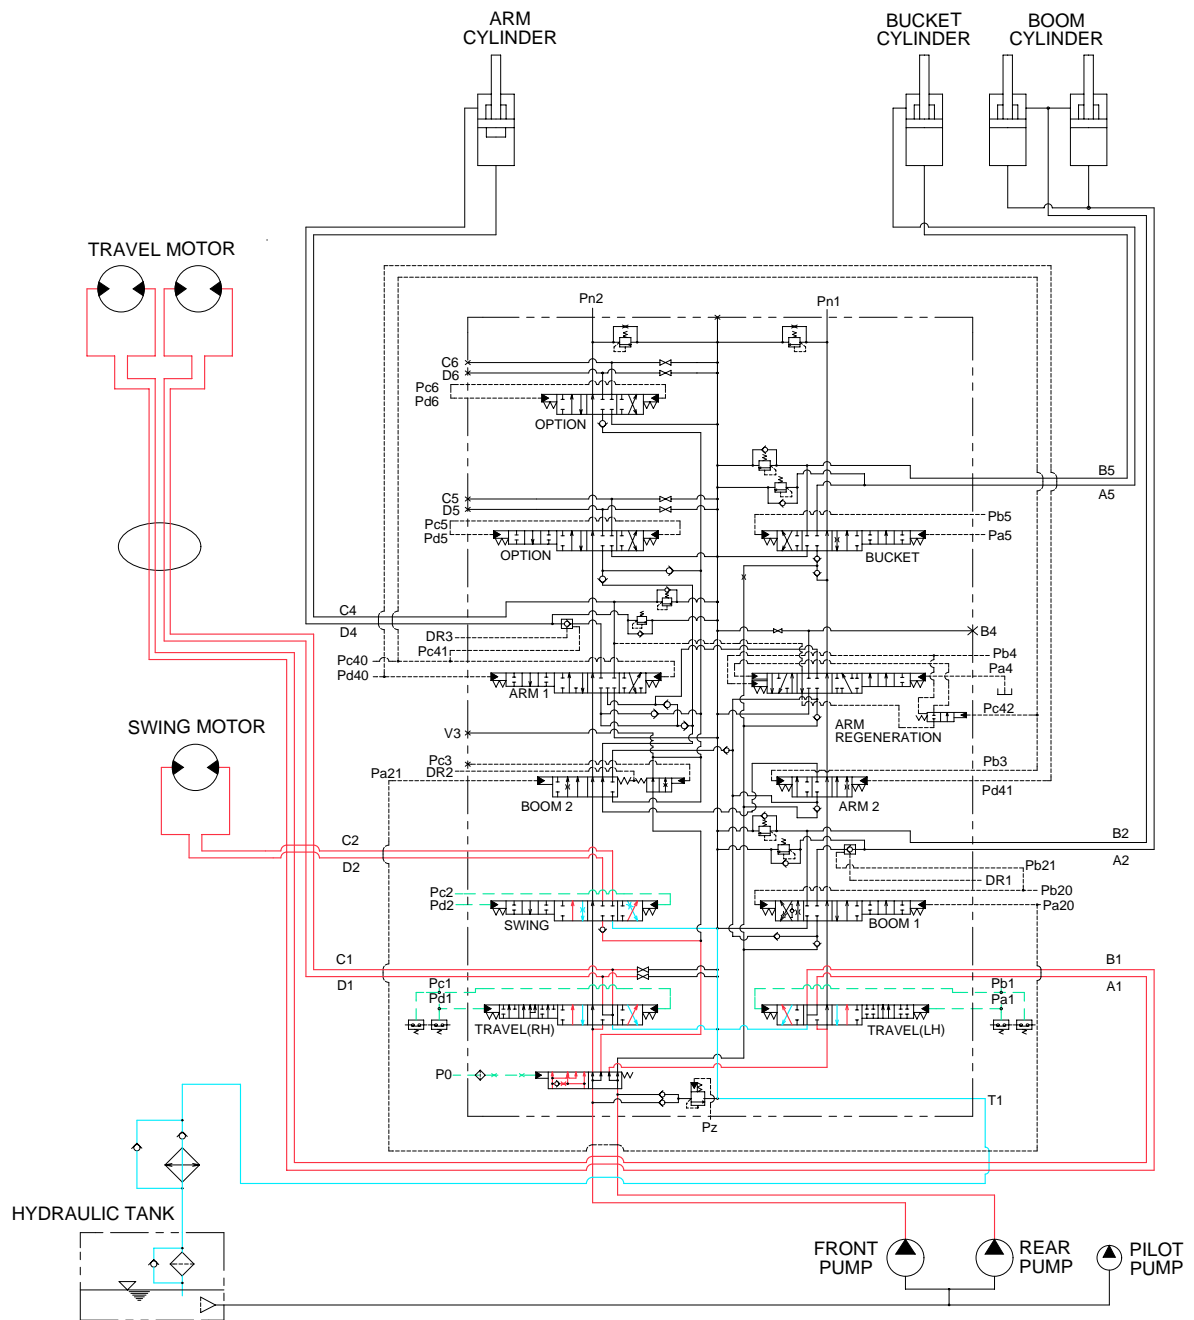 ARM
CYLINDER
BUCKET
CYLINDER
BOOM
CYLINDER
TRAVEL MOTOR
Pn2
Pn1
C6
D6
Pc6
Pd6
OPTION
B5
A5
C5
D5
Pc5
Pd5
OPTION
Pb5
Pa5
BUCKET
C4
D4
DR3
Pc41
Pc40
Pd40
ARM 1
B4
Pb4
Pa4
Pc42
ARM
REGENERATION
SWING MOTOR
V3
Pc3
DR2
Pa21
BOOM 2
Pb3
Pd41
ARM 2
C2
D2
B2
A2
Pb21
DR1
Pc2
Pd2
SWING
Pb20
Pa20
BOOM 1
C1
D1
B1
A1
Pc1
Pd1
TRAVEL(RH)
Pb1
Pa1
TRAVEL(LH)
P0
Pz
T1
HYDRAULIC TANK
FRONT
PUMP
REAR
PUMP
PILOT
PUMP